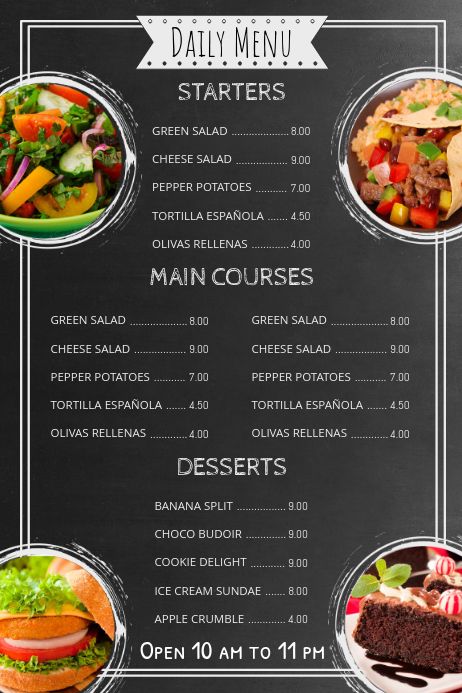 Daily Menu
STARTERS
GREEN SALAD ................... 8.00
CHEESE SALAD .................. 9.00
PEPPER POTATOES ........... 7.00
TORTILLA ESPAÑOLA ....... 4.50
OLIVAS RELLENAS ............. 4.00
MAIN COURSES
GREEN SALAD .................... 8.00
CHEESE SALAD .................. 9.00
PEPPER POTATOES ........... 7.00
TORTILLA ESPAÑOLA ....... 4.50
OLIVAS RELLENAS ............. 4.00
GREEN SALAD .................... 8.00
CHEESE SALAD .................. 9.00
PEPPER POTATOES ........... 7.00
TORTILLA ESPAÑOLA ....... 4.50
OLIVAS RELLENAS ............. 4.00
DESSERTS
BANANA SPLIT ................. 9.00
CHOCO BUDOIR .............. 9.00
COOKIE DELIGHT ............. 9.00
ICE CREAM SUNDAE ........ 8.00
APPLE CRUMBLE ............. 4.00
Open 10 am to 11 pm